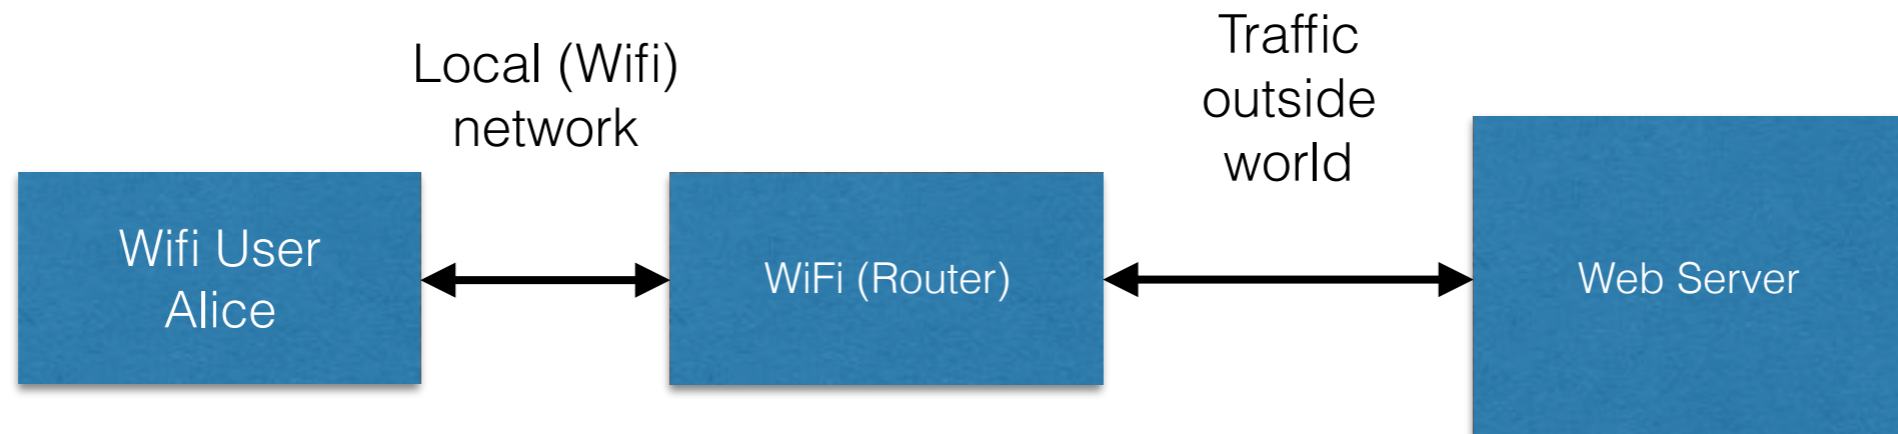 Local (Wifi)
network
Traffic
outside
world
Wifi User
Alice
WiFi (Router)
Web Server